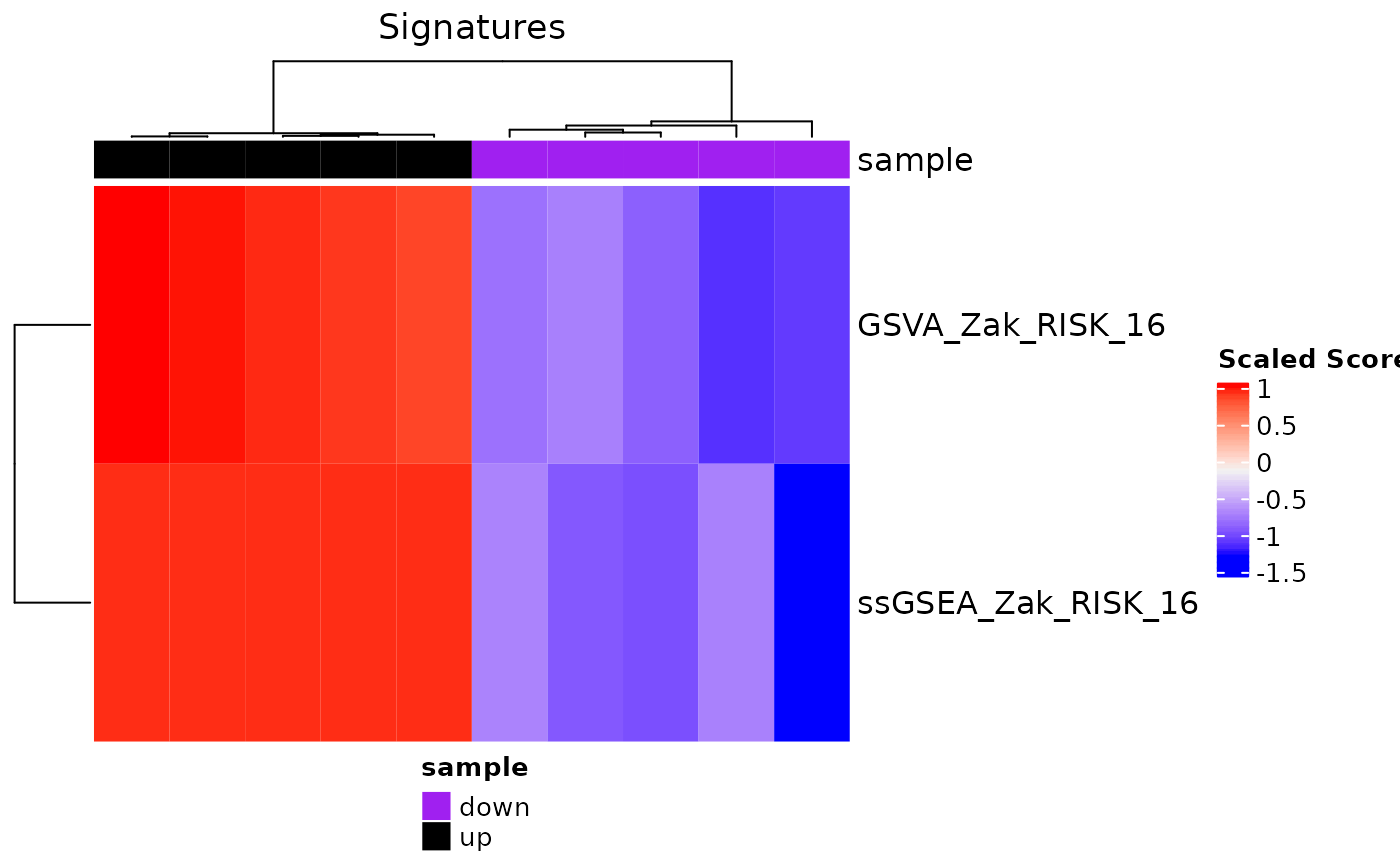 Signatures
sample
GSVA_Zak_RISK_16
ssGSEA_Zak_RISK_16
Scaled Score
1
0.5
0
-0.5
-1
-1.5
sample
down
up